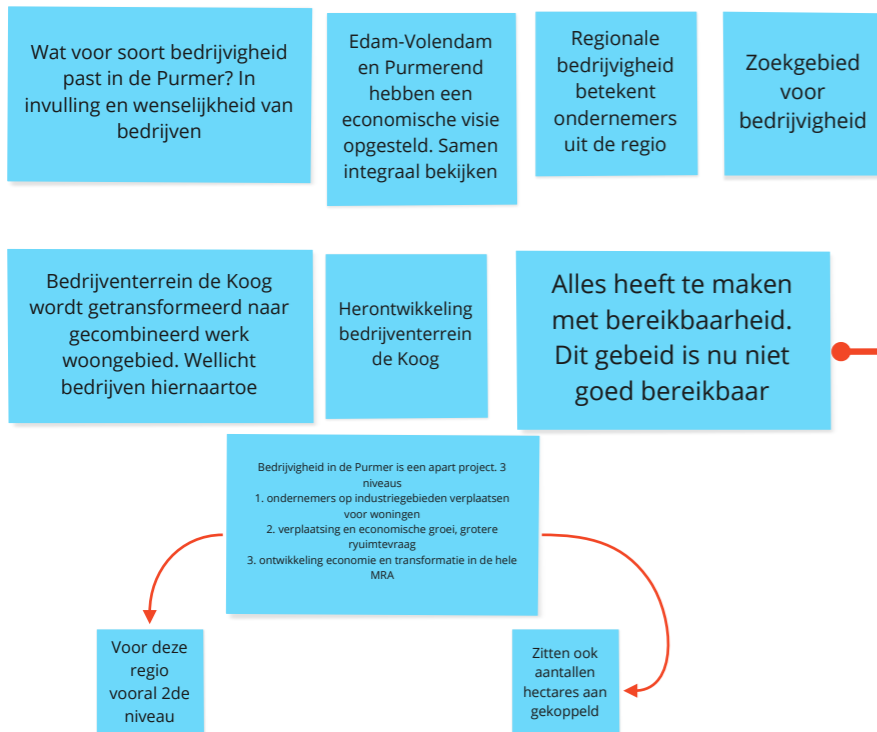 Wat voor soort bedrijvigheid
past in de Purmer? In
invulling en wenselijkheid van
bedrijven
Edam-Volendam
en Purmerend
hebben een
economische visie
opgesteld. Samen
integraal bekijken
Regionale
bedrijvigheid
betekent
ondernemers
uit de regio
Zoekgebied
voor
bedrijvigheid
Bedrijventerrein de Koog
wordt getransformeerd naar
gecombineerd werk
woongebied. Wellicht
bedrijven hiernaartoe
Herontwikkeling
bedrijventerrein
de Koog
Alles heeft te maken
met bereikbaarheid.
Dit gebeid is nu niet
goed bereikbaar
Bedrijvigheid in de Purmer is een apart project. 3
niveaus
1. ondernemers op industriegebieden verplaatsen
voor woningen
2. verplaatsing en economische groei, grotere
ryuimtevraag
3. ontwikkeling economie en transformatie in de hele
MRA
Voor deze
regio
vooral 2de
niveau
Zitten ook
aantallen
hectares aan
gekoppeld